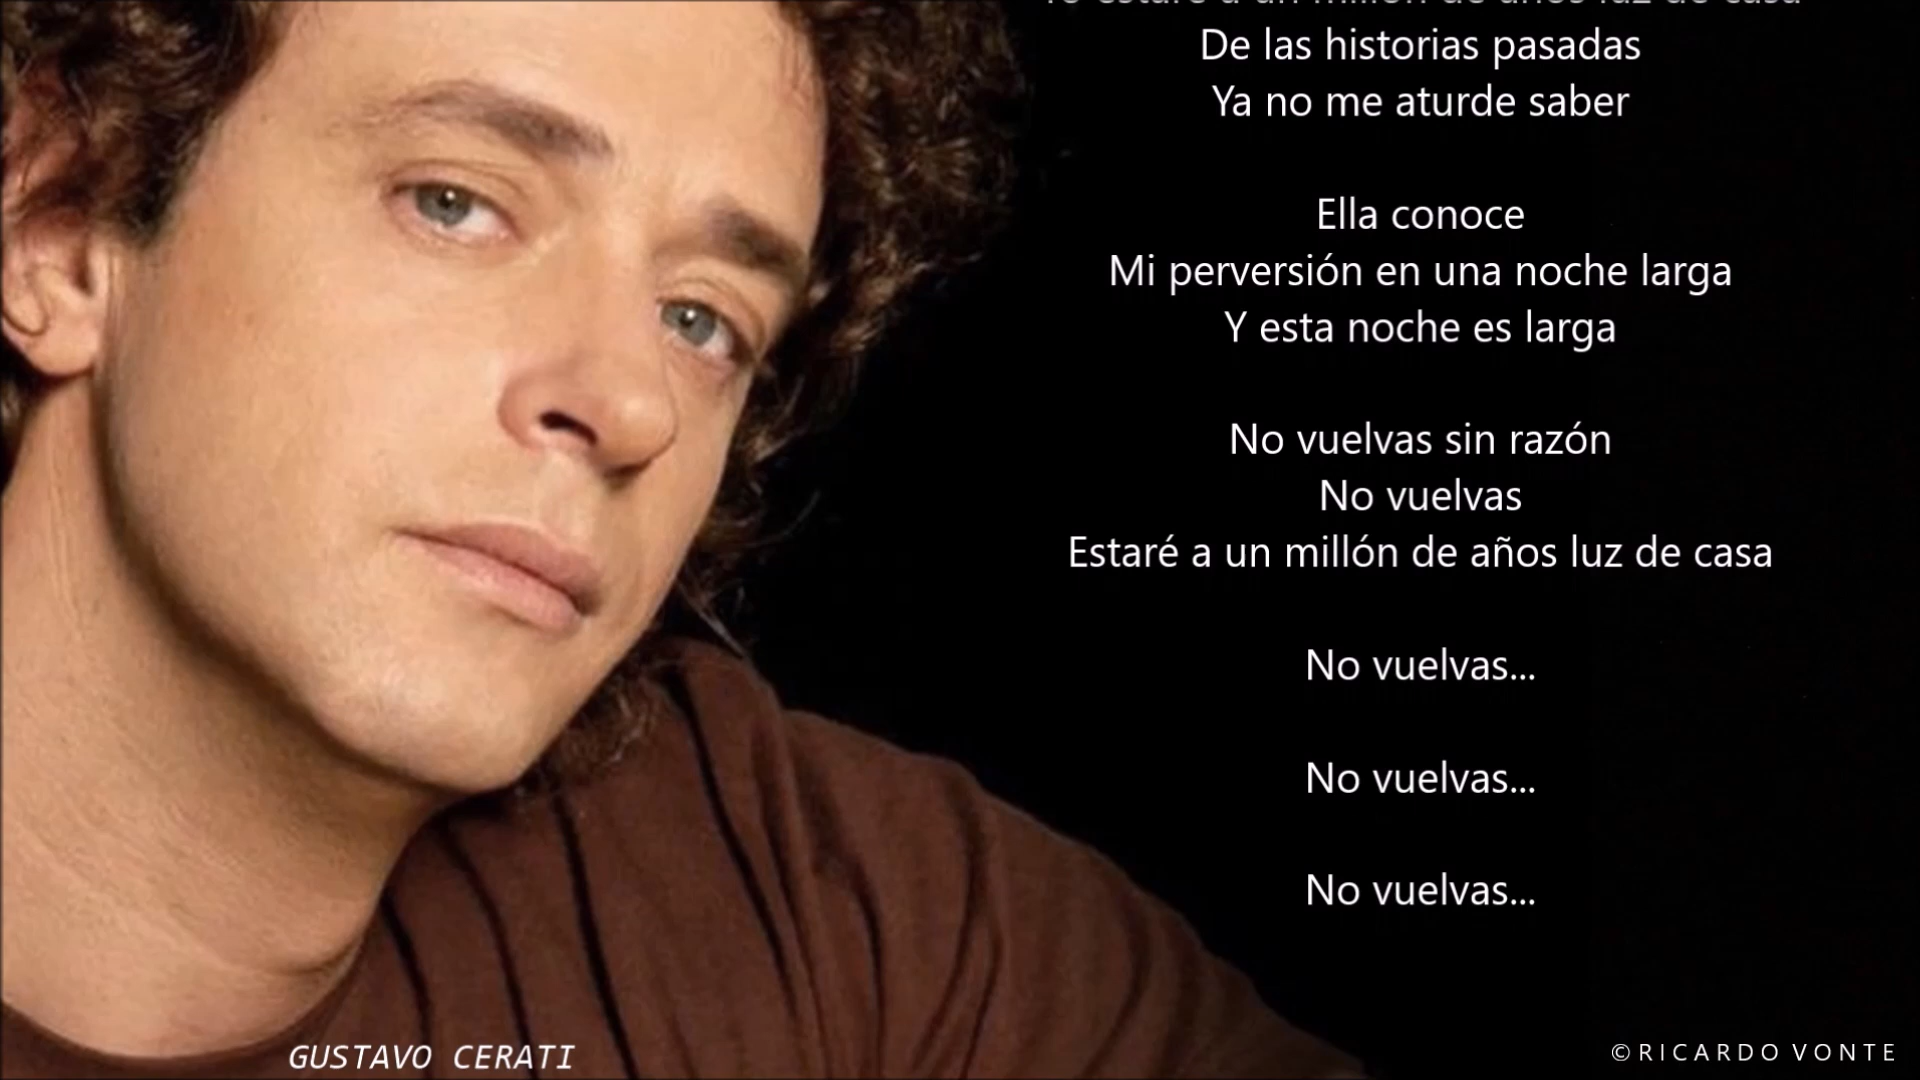 De las historias pasadas
Ya no me aturde saber
Ella conoce
Mi perversión en una noche larga
Y esta noche es larga
No vuelvas sin razón
No vuelvas
Estaré a un millón de años luz de casa
No vuelvas...
No vuelvas...
No vuelvas...
GUSTAVO CERATI
©RICARDO VONTE